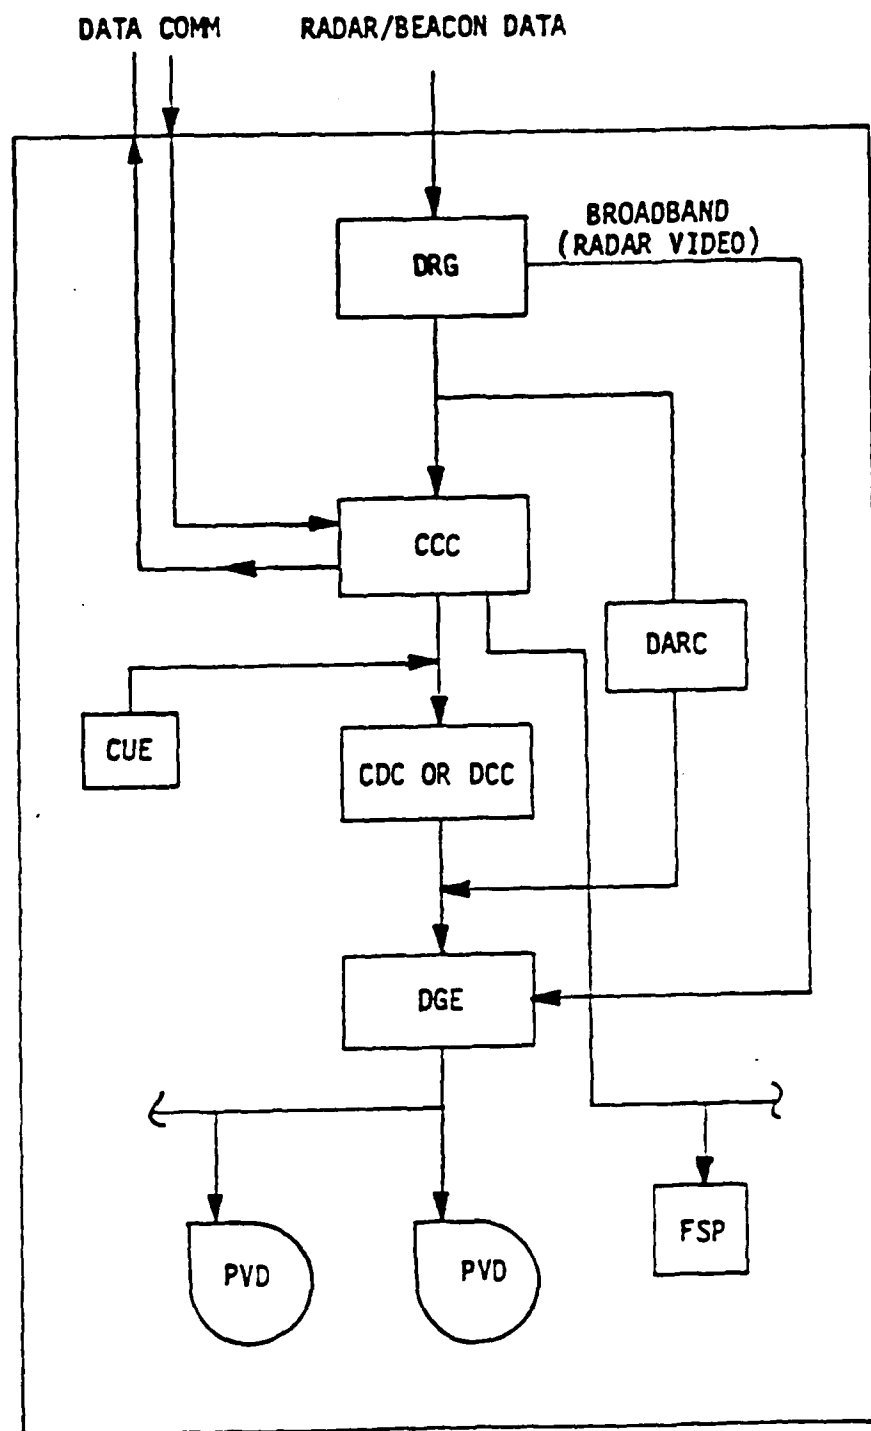 DATA COMM
RADAR/BEACON DATA
BROADBAND
(RADAR VIDEO)
DRG
CCC
DARC
CUE
CDC OR DCC
DGE
FSP
PVD
PVD